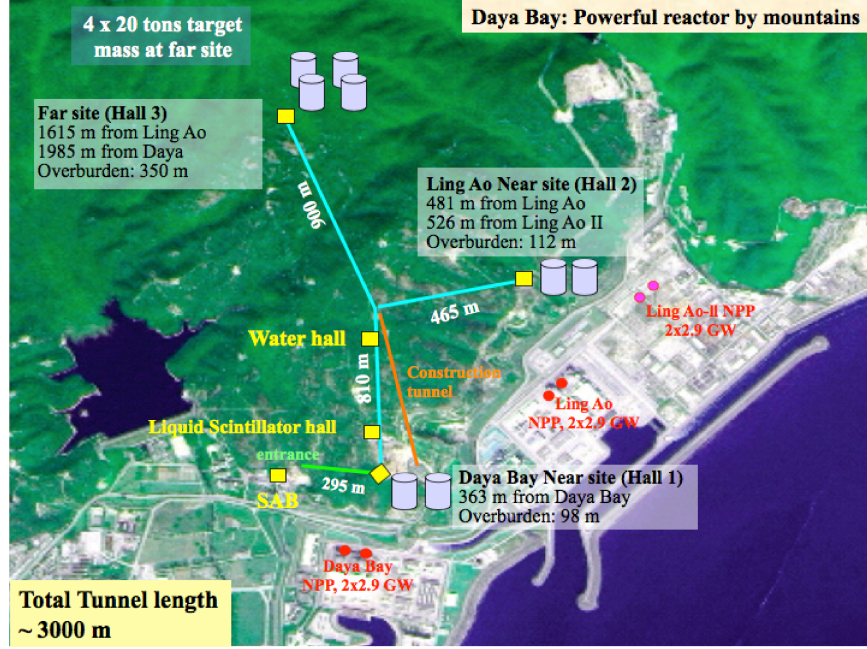 Daya Bay: Powerful reactor by mountains
4 x 20 tons target
mass at far site
Far site (Hall 3)
1615 m from Ling Ao
1985 m from Daya
Overburden: 350 m
900 m
Ling Ao Near site (Hall 2)
481 m from Ling Ao
526 m from Ling Ao II
Overburden: 112 m
465 m
Ling Ao-ll NPP
2x2.9 GW
Water hall
810 m
Construction
tunnel
Ling Ao
NPP, 2x2.9 GW
Liquid Scintillator hall
entrance
295 m
SAB
Daya Bay Near site (Hall 1)
363 m from Daya Bay
Overburden: 98 m
Daya Bay
NPP, 2x2.9 GW
Total Tunnel length
~ 3000 m